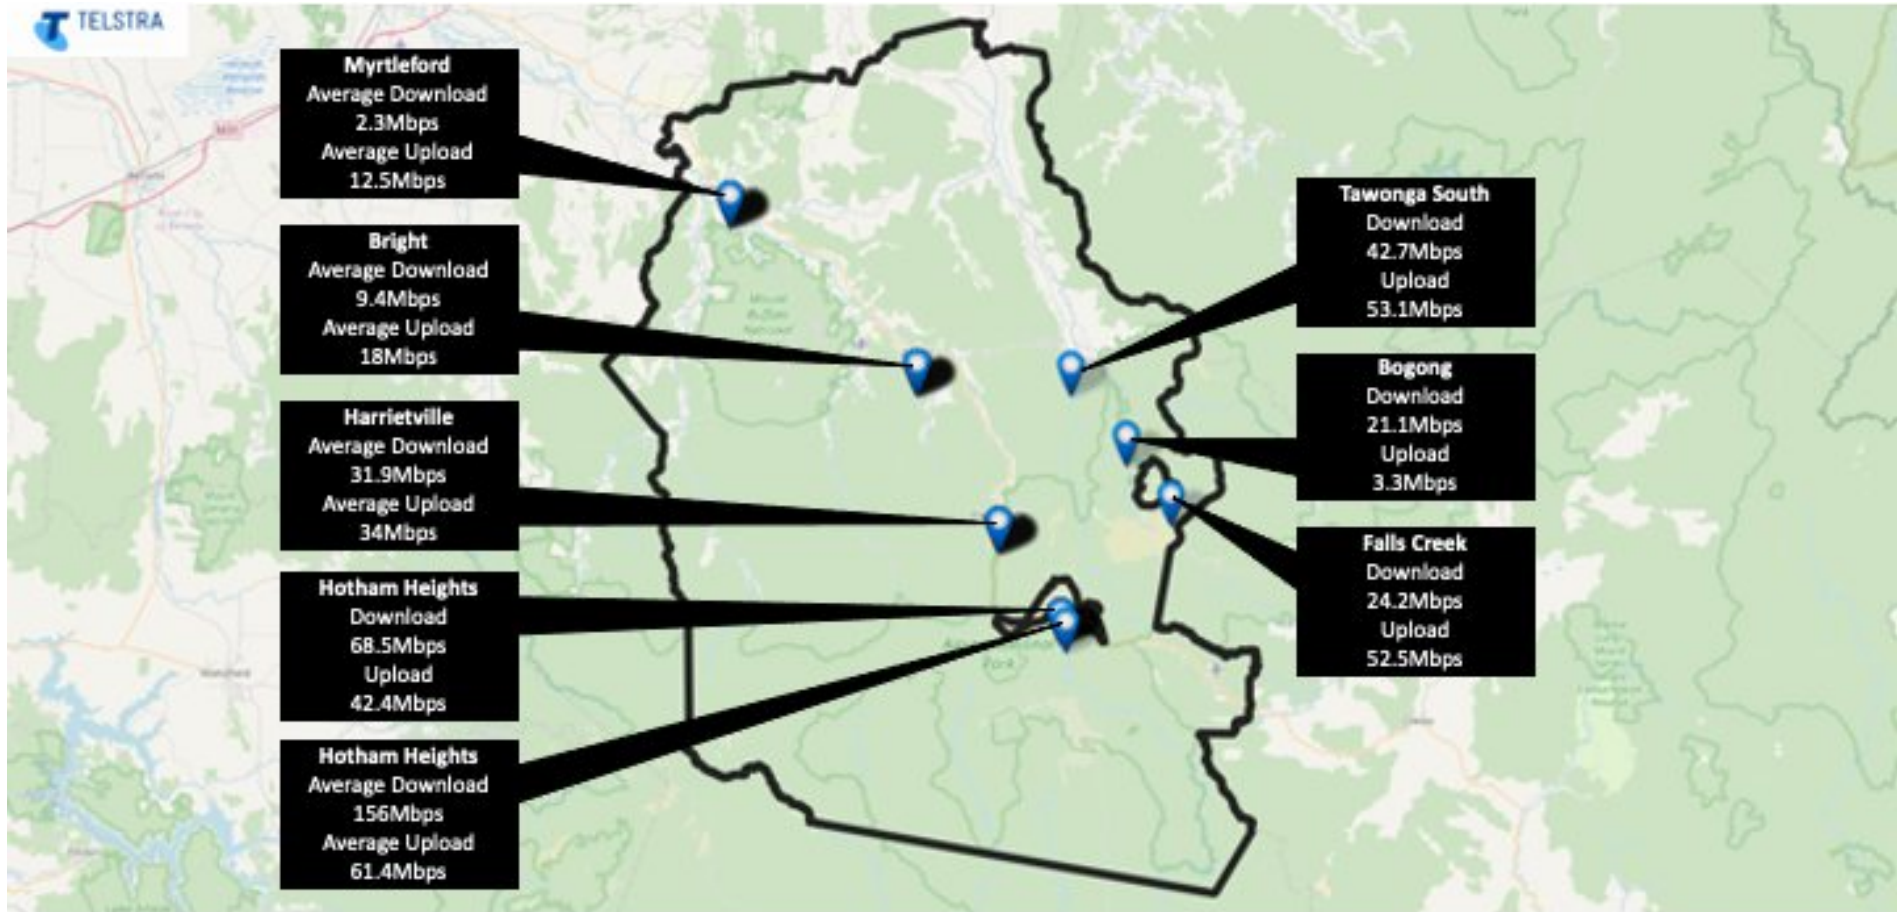 TELSTRA
Myrtleford
Average Download
2.3Mbps
Average Upload
12.5Mbps
Bright
Average Download
9.4Mbps
Average Upload
18Mbps
Harrietville
Average Download
31.9Mbps
Average Upload
34Mbps
Hotham Heights
Download
68.5Mbps
Upload
42.4Mbps
Hotham Heights
Average Download
156Mbps
Average Upload
61.4Mbps
Tawonga South
Download
42.7Mbps
Upload
53.1Mbps
Bogong
Download
21.1Mbps
Upload
3.3Mbps
Falls Creek
Download
24.2Mbps
Upload
52.5Mbps
Park